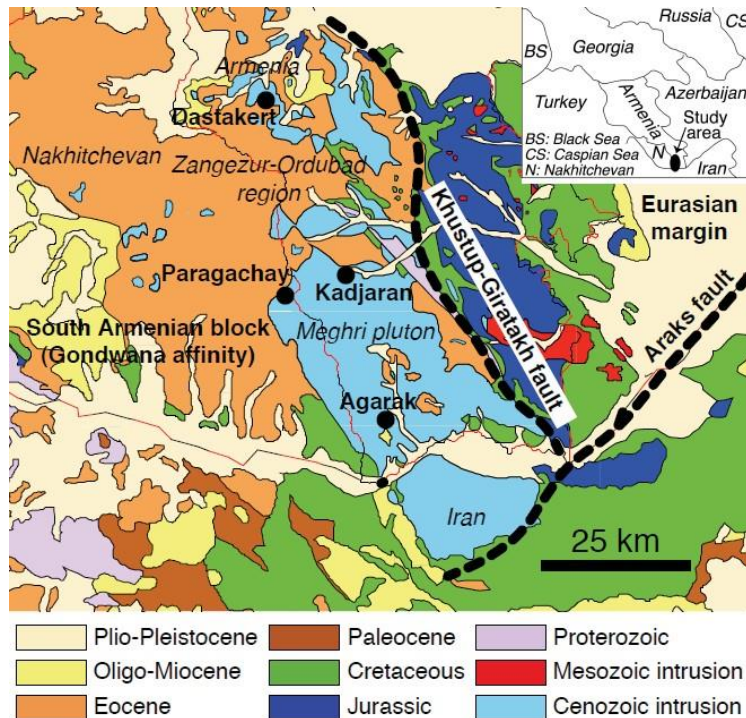 Russia
CS
BS
Georgia
Turkey
Armenia
Azerbaijan
Study
area
BS: Black Sea
CS: Caspian Sea
N: Nakhitchevan
N
Iran
Armenia
Dastakert
Nakhitchevan
Zangezur-Ordubad
region
Eurasian
margin
Khustup-Giratakh fault
Paragachay
Kadjaran
Araks fault
South Armenian block
(Gondwana affinity)
Meghri pluton
Agarak
Iran
25 km
Plio-Pleistocene
Paleocene
Proterozoic
Oligo-Miocene
Cretaceous
Mesozoic intrusion
Eocene
Jurassic
Cenozoic intrusion